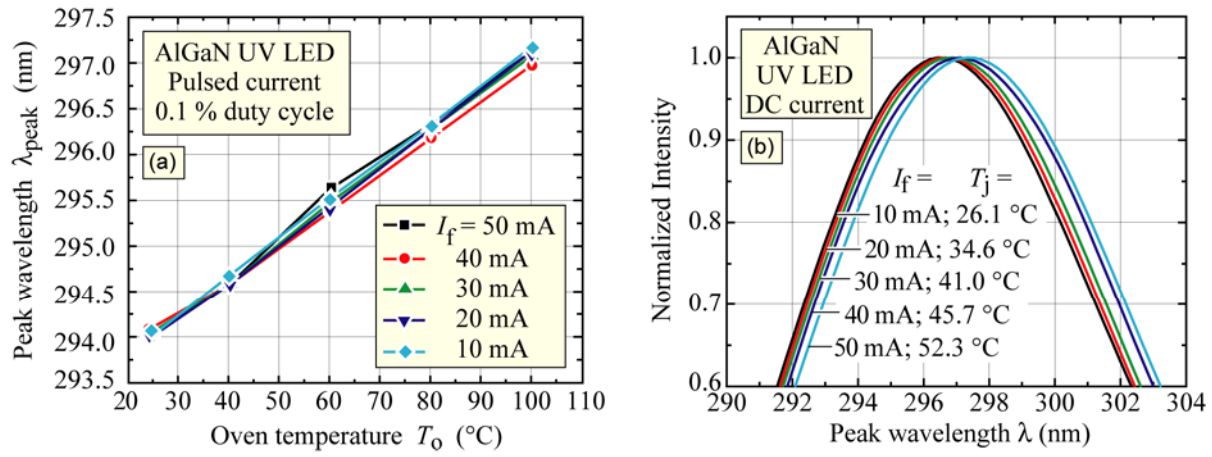 297.5
297.0
296.5
296.0
295.5
295.0
294.5
294.0
293.5
Peak wavelength λpeak (nm)
AlGaN UV LED
Pulsed current
0.1 % duty cycle
(a)
If = 50 mA
40 mA
30 mA
20 mA
10 mA
20 30 40 50 60 70 80 90 100 110
Oven temperature To (°C)
1.0
0.9
0.8
0.7
0.6
Normalized Intensity
AlGaN
UV LED
DC current
(b)
If = Tj =
10 mA; 26.1 °C
20 mA; 34.6 °C
30 mA; 41.0 °C
40 mA; 45.7 °C
50 mA; 52.3 °C
290 292 294 296 298 300 302 304
Peak wavelength λ (nm)